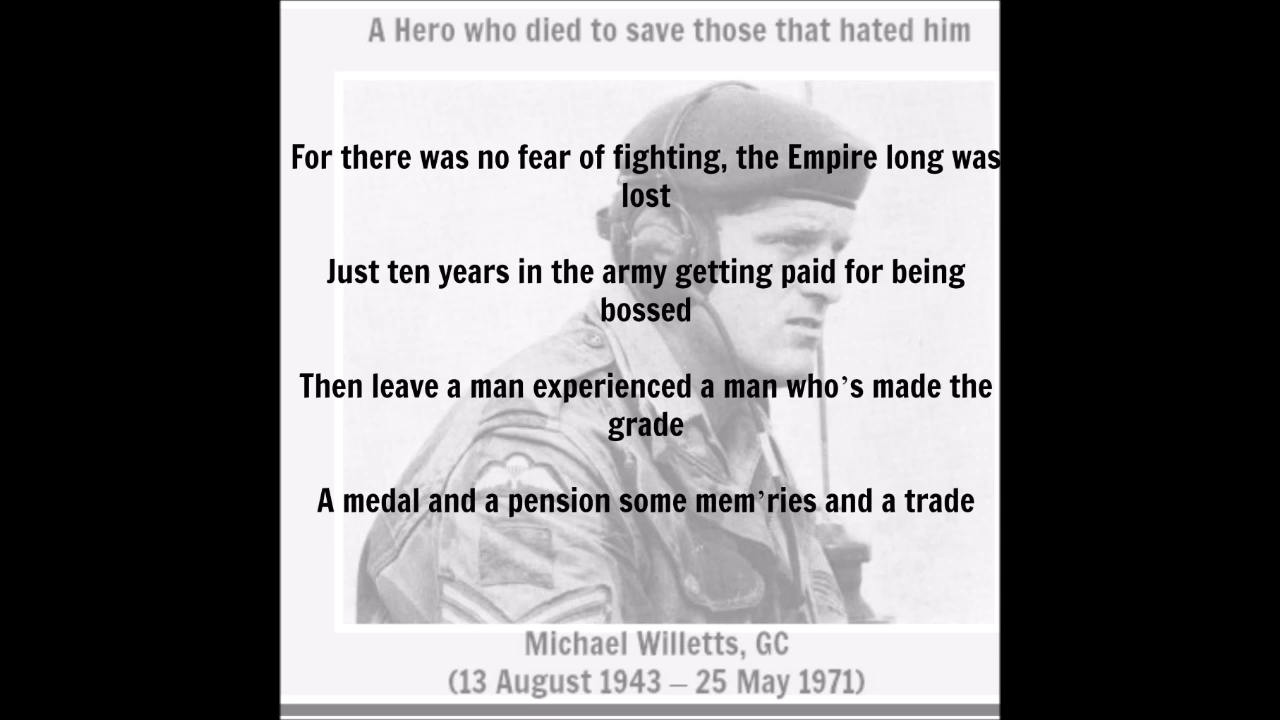 A Hero who died to save those that hated him
For there was no fear of fighting, the Empire long was
lost
Just ten years in the army getting paid for being
bossed
Then leave a man experienced a man who’s made the
grade
A medal and a pension some mem’ries and a trade
Michael Willetts, GC
(13 August 1943 – 25 May 1971)